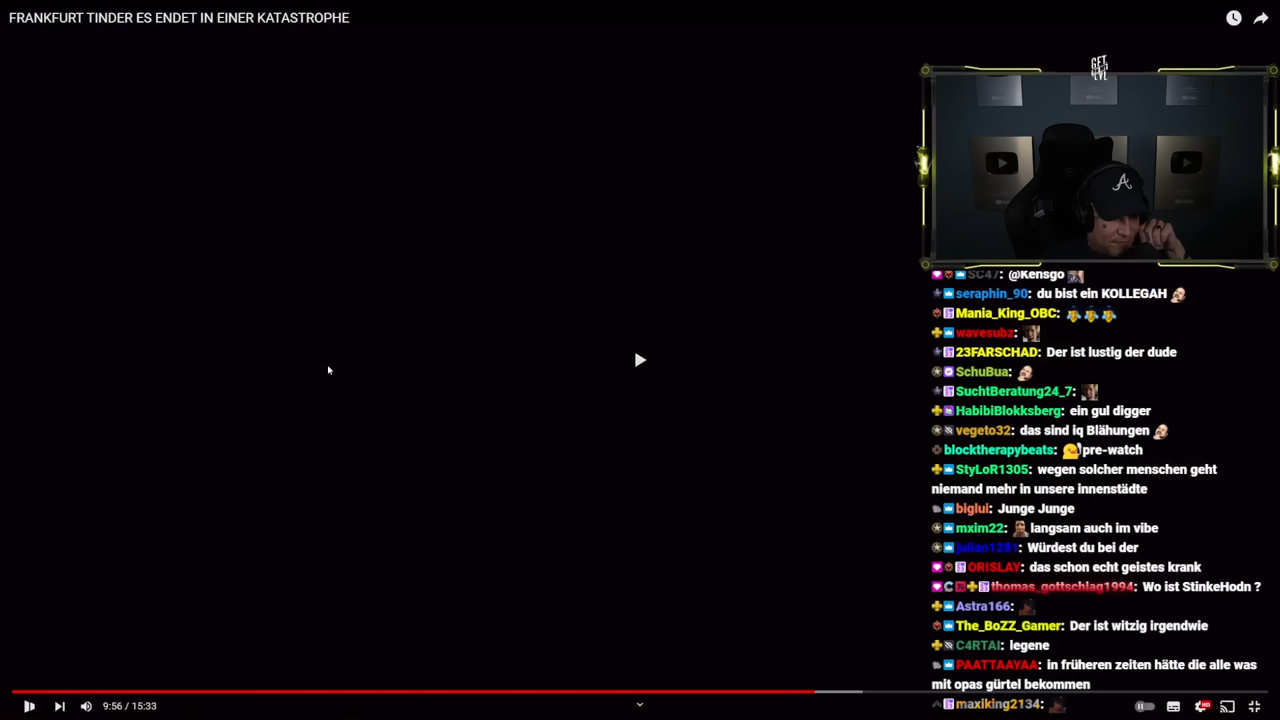 FRANKFURT TINDER ES ENDET IN EINER KATASTROPHE
GET
A
SC47: @Kensgo
seraphin_90: du bist ein KOLLEGAH
Mania_King_OBC:
wavesubz:
23FARSCHAD: Der ist lustig der dude
SchuBua:
SuchtBeratung24_7:
HabibiBlokksberg: ein gul digger
vegeto32: das sind iq Blähungen
blocktherapybeats: pre-watch
StyLoR1305: wegen solcher menschen geht
niemand mehr in unsere innenstädte
biglui: Junge Junge
mxim22: langsam auch im vibe
julian1281: Würdest du bei der
ORISLAY: das schon echt geistes krank
thomas_gottschlag1994: Wo ist StinkeHodn ?
Astra166:
The_BoZZ_Gamer: Der ist witzig irgendwie
C4RTAI: legene
PAATTAAYAA: in früheren zeiten hätte die alle was
mit opas gürtel bekommen
maxiking2134:
9:56 / 15:33
HD